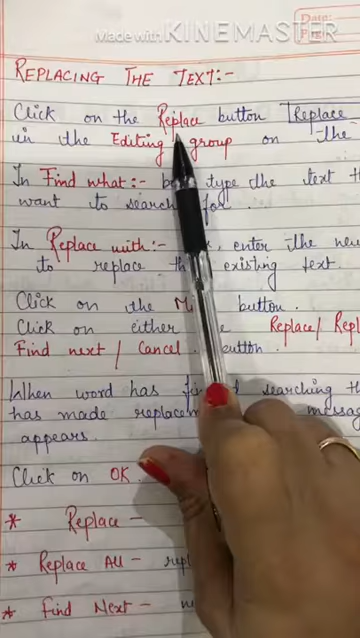 Date:
Made with KINEMASTER
REPLACING THE TEXT:-
Click on the Replace button Replace
in the Editing group on the
In Find what:- type the text
want to search for.
In Replace with:- enter the new
to replace existing text.
Click on the button.
Click on either Replace/
Find next / Cancel button.
When word has searching
has made
appears.
Click on OK.
* Replace -
* Replace All -
* Find Next -